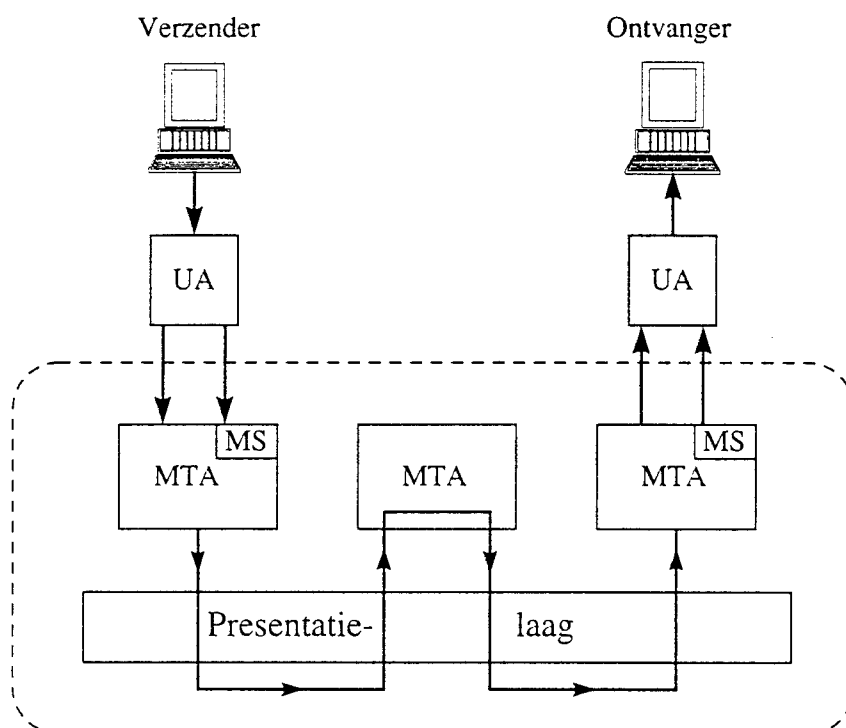 Verzender
Ontvanger
UA
UA
MS
MTA
MTA
MS
MTA
Presentatie- laag